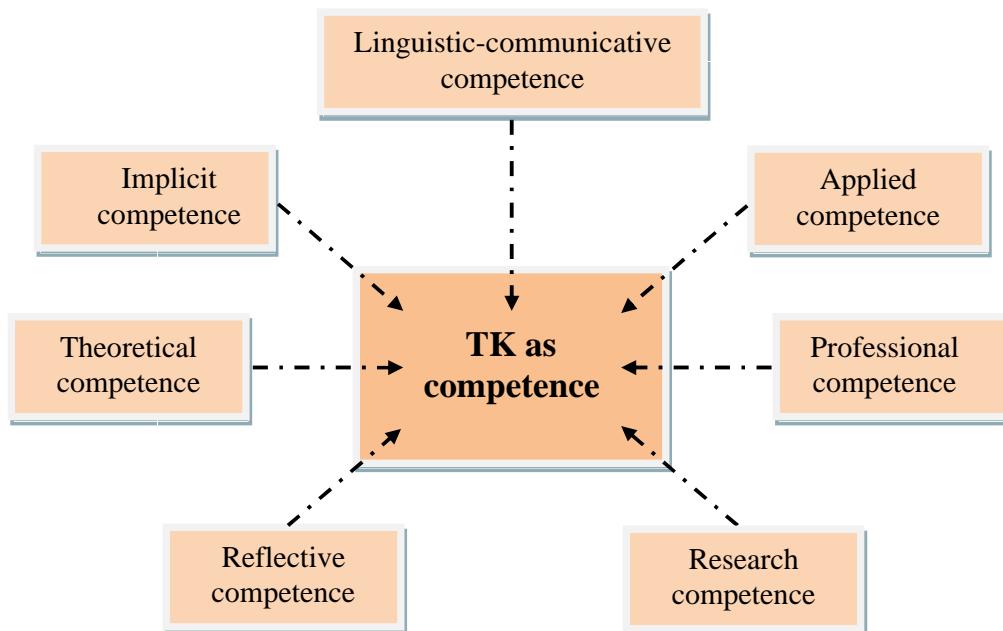 Linguistic-communicative
competence
Implicit
competence
Applied
competence
TK as
competence
Theoretical
competence
Professional
competence
Reflective
competence
Research
competence